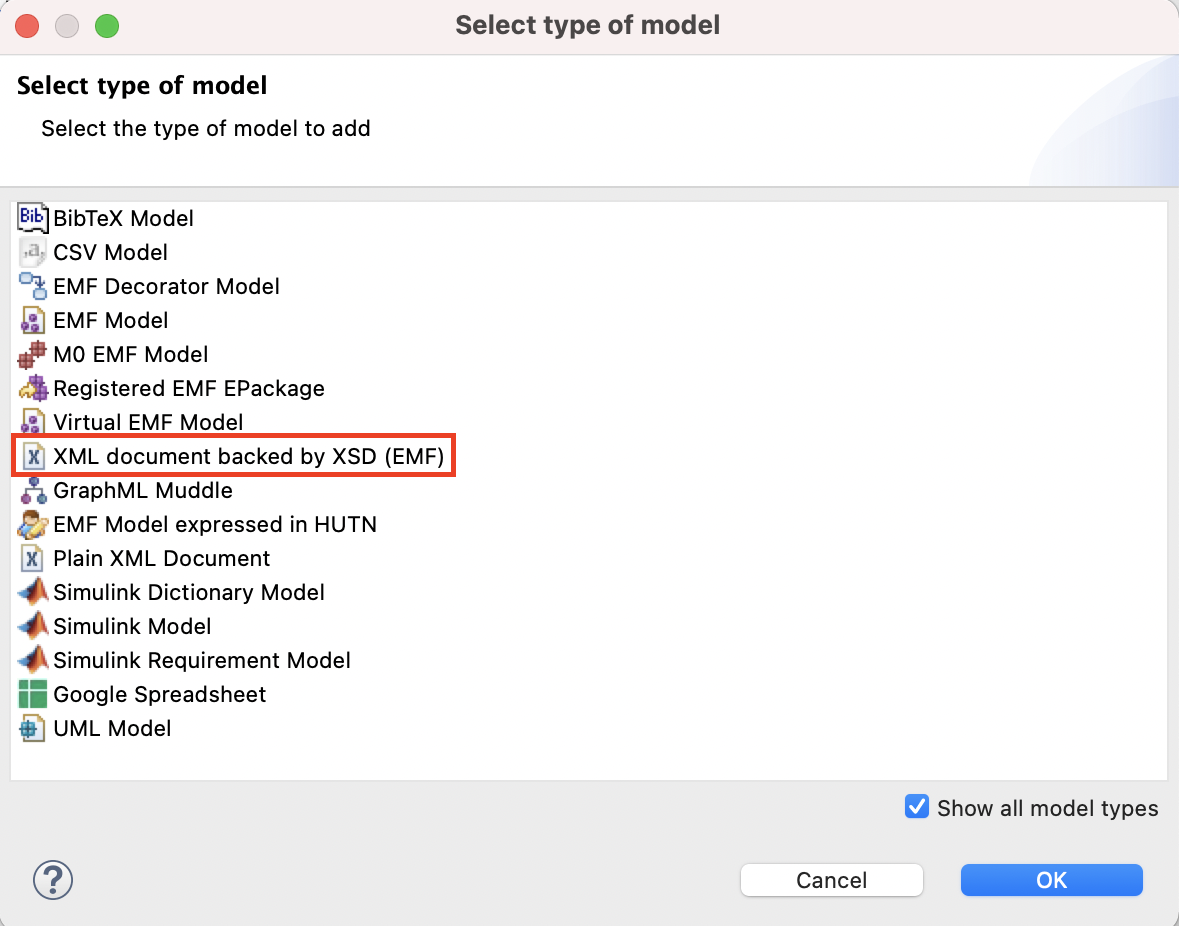 Select type of model
Select type of model
Select the type of model to add
Bib BibTeX Model
,a, CSV Model
EMF Decorator Model
EMF Model
M0 EMF Model
Registered EMF EPackage
Virtual EMF Model
X XML document backed by XSD (EMF)
GraphML Muddle
EMF Model expressed in HUTN
X Plain XML Document
Simulink Dictionary Model
Simulink Model
Simulink Requirement Model
Google Spreadsheet
UML Model
Show all model types
? Cancel OK